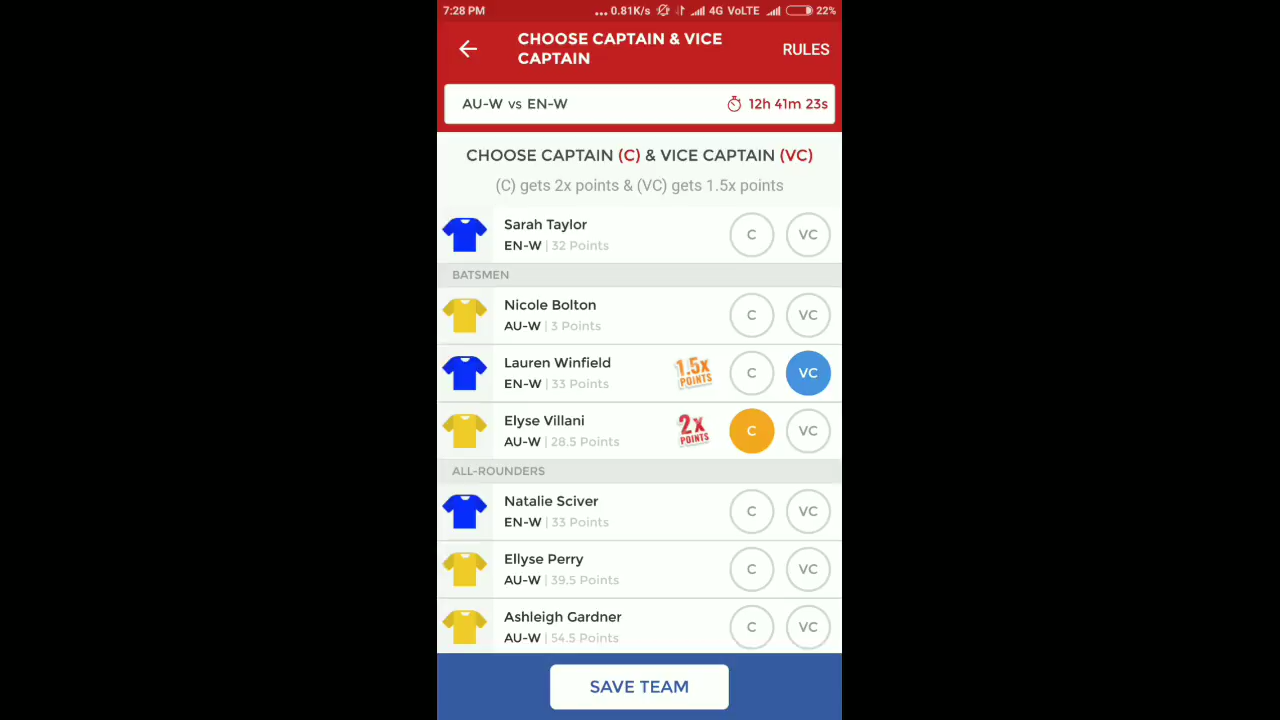 7:28 PM ... 0.81K/s 4G VoLTE 22%
CHOOSE CAPTAIN & VICE
CAPTAIN
RULES
AU-W vs EN-W 12h 41m 23s
CHOOSE CAPTAIN (C) & VICE CAPTAIN (VC)
(C) gets 2x points & (VC) gets 1.5x points
Sarah Taylor
EN-W | 32 Points
C VC
BATSMEN
Nicole Bolton
AU-W | 3 Points
C VC
Lauren Winfield
EN-W | 33 Points
1.5x
POINTS
C VC
Elyse Villani
AU-W | 28.5 Points
2x
POINTS
C VC
ALL-ROUNDERS
Natalie Sciver
EN-W | 33 Points
C VC
Ellyse Perry
AU-W | 39.5 Points
C VC
Ashleigh Gardner
AU-W | 54.5 Points
C VC
SAVE TEAM